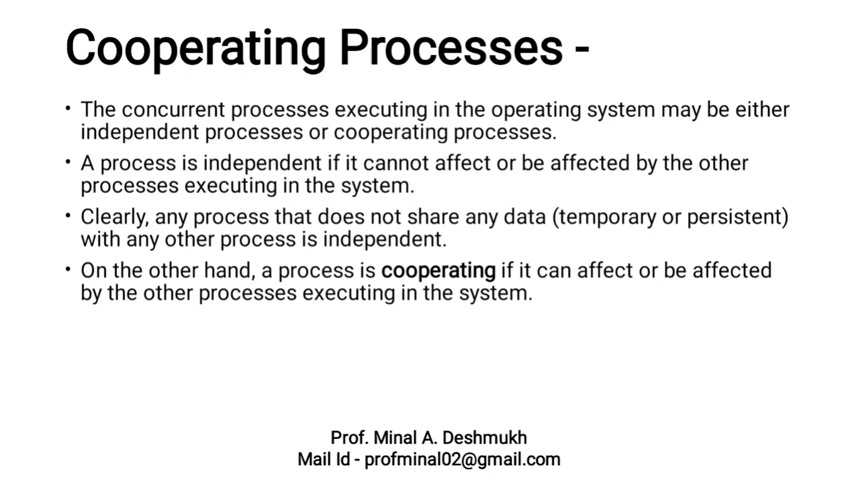 Cooperating Processes -
• The concurrent processes executing in the operating system may be either
independent processes or cooperating processes.
• A process is independent if it cannot affect or be affected by the other
processes executing in the system.
• Clearly, any process that does not share any data (temporary or persistent)
with any other process is independent.
• On the other hand, a process is cooperating if it can affect or be affected
by the other processes executing in the system.
Prof. Minal A. Deshmukh
Mail Id - profminal02@gmail.com